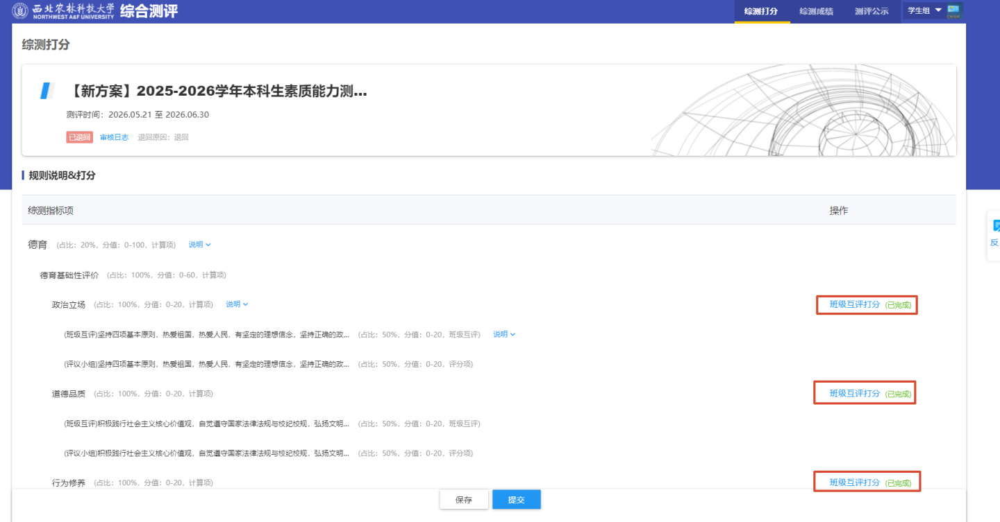 西北农林科技大学 综合测评
NORTHWEST A&F UNIVERSITY
综测打分 综测成绩 测评公示 学生组
综测打分
【新方案】2025-2026学年本科生素质能力测...
测评时间：2026.05.21 至 2026.06.30
已退回 审核日志 退回原因：退回
规则说明&打分
综测指标项 操作
德育 (占比：20%，分值：0-100，计算项) 说明
德育基础性评价 (占比：100%，分值：0-60，计算项)
政治立场 (占比：100%，分值：0-20，计算项) 说明 班级互评打分 (已完成)
(班级互评)坚持四项基本原则，热爱祖国，热爱人民，有坚定的理想信念，坚持正确的政... (占比：50%，分值：0-20，班级互评) 说明
(评议小组)坚持四项基本原则，热爱祖国，热爱人民，有坚定的理想信念，坚持正确的政... (占比：50%，分值：0-20，评分项)
道德品质 (占比：100%，分值：0-20，计算项) 班级互评打分 (已完成)
(班级互评)积极践行社会主义核心价值观，自觉遵守国家法律法规与校纪校规，弘扬文明... (占比：50%，分值：0-20，班级互评)
(评议小组)积极践行社会主义核心价值观，自觉遵守国家法律法规与校纪校规，弘扬文明... (占比：50%，分值：0-20，评分项)
行为修养 (占比：100%，分值：0-20，计算项) 班级互评打分 (已完成)
保存 提交
反